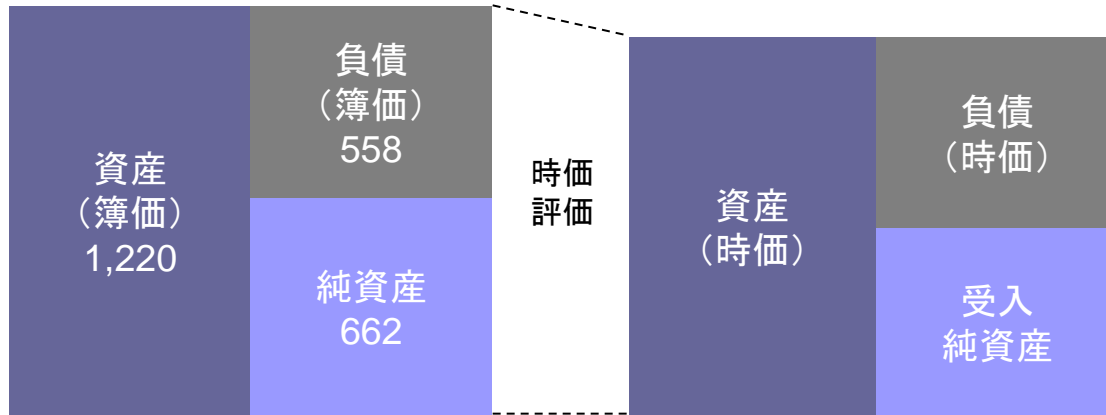 資産
（簿価）
1,220
負債
（簿価）
558
純資産
662
時価
評価
資産
（時価）
負債
（時価）
受入
純資産